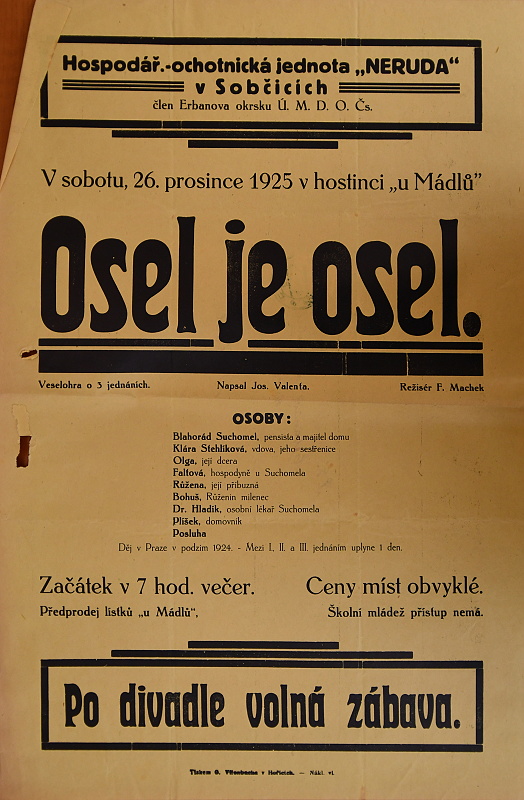 Hospodář.-ochotnická jednota „NERUDA“
v Sobčicích
člen Erbanova okrsku Ú. M. D. O. Čs.
V sobotu, 26. prosince 1925 v hostinci „u Mádlů“
Osel je osel.
Veselohra o 3 jednáních. Napsal Jos. Valenta. Režisér F. Machek
OSOBY:
Blahorád Suchomel, pensista a majitel domu
Klára Stehlíková, vdova, jeho sestřenice
Olga, její dcera
Faltová, hospodyně u Suchomela
Růžena, její příbuzná
Bohuš, Růženin milenec
Dr. Hladík, osobní lékař Suchomela
Plíšek, domovník
Posluha
Děj v Praze v podzim 1924. - Mezi I, II. a III. jednáním uplyne 1 den.
Začátek v 7 hod. večer. Ceny míst obvyklé.
Předprodej lístků „u Mádlů“, Školní mládež přístup nemá.
Po divadle volná zábava.
Tiskem O. v Hořicích. — Nákl. vl.